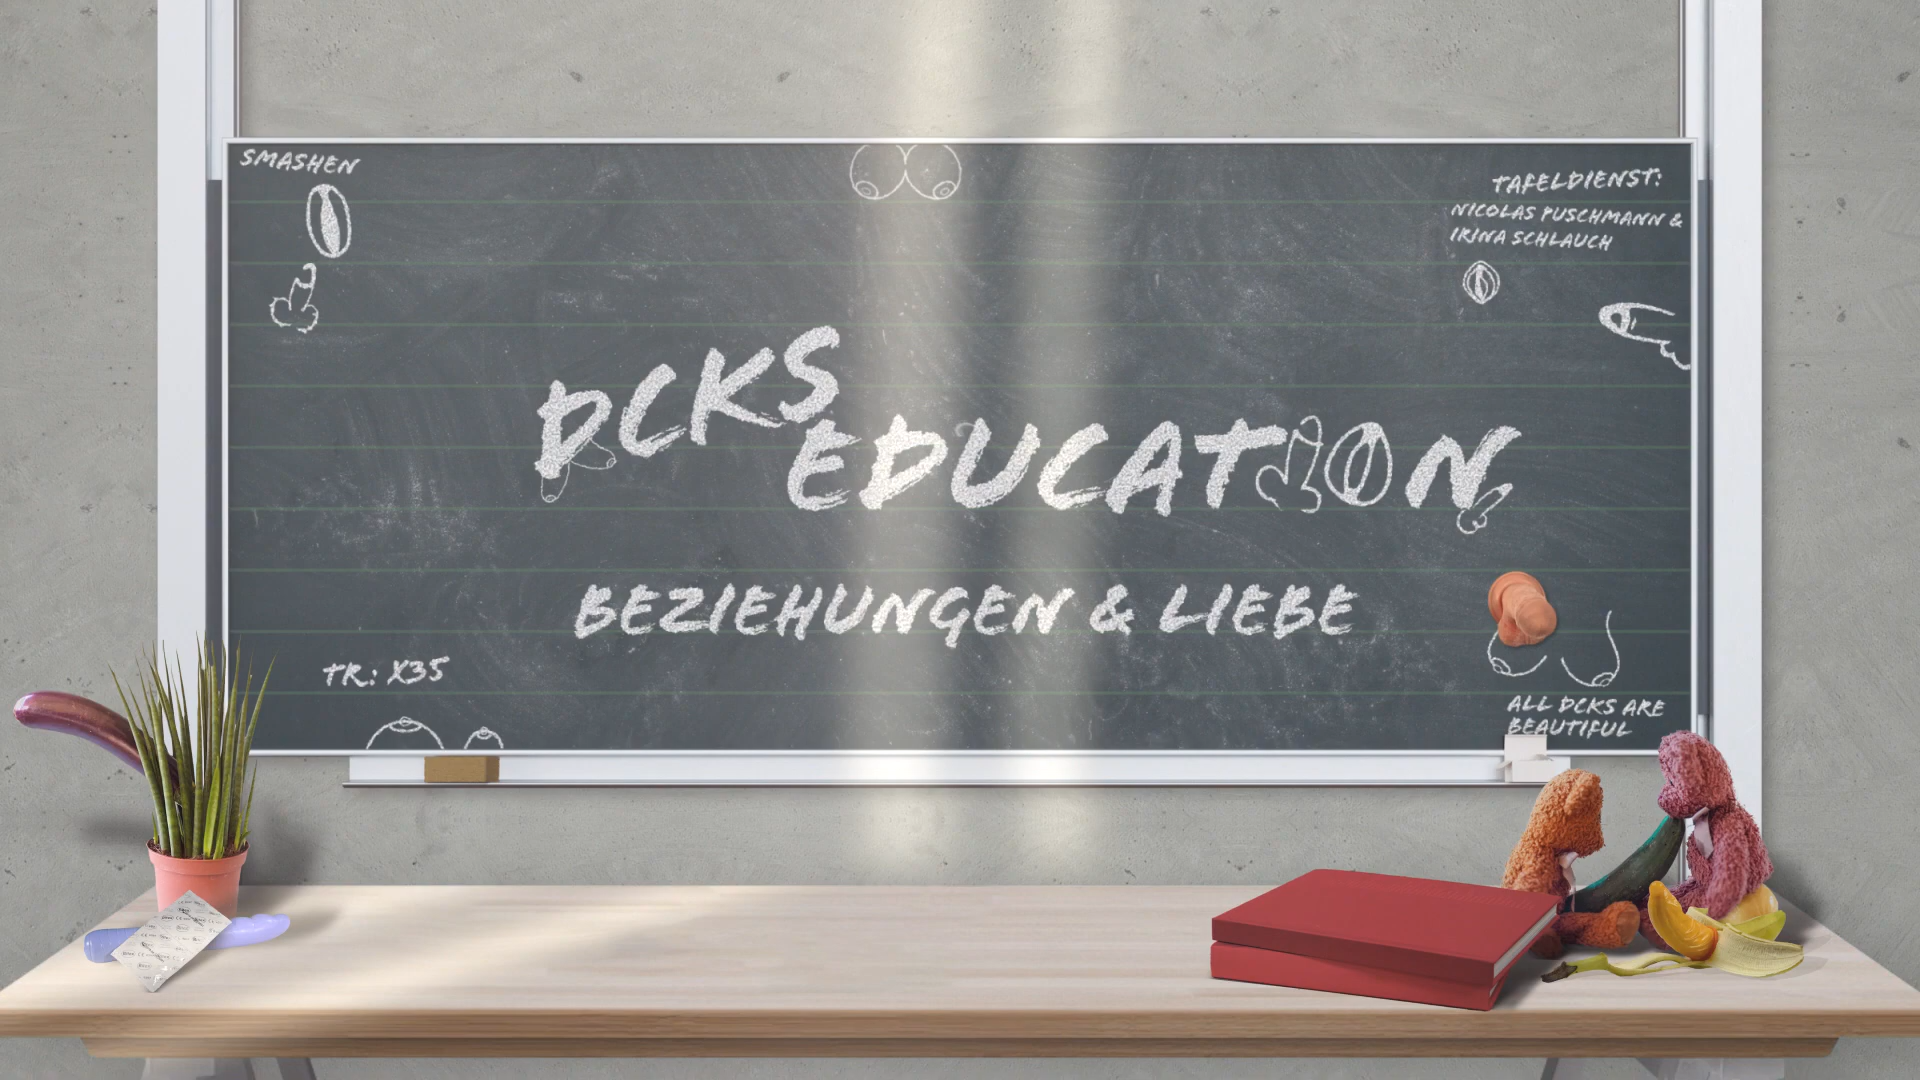 SMASHEN
TAFELDIENST:
NICOLAS PUSCHMANN &
IRINA SCHLAUCH
DCKS
EDUCATION
BEZIEHUNGEN & LIEBE
TR.: X35
ALL DCKS ARE
BEAUTIFUL